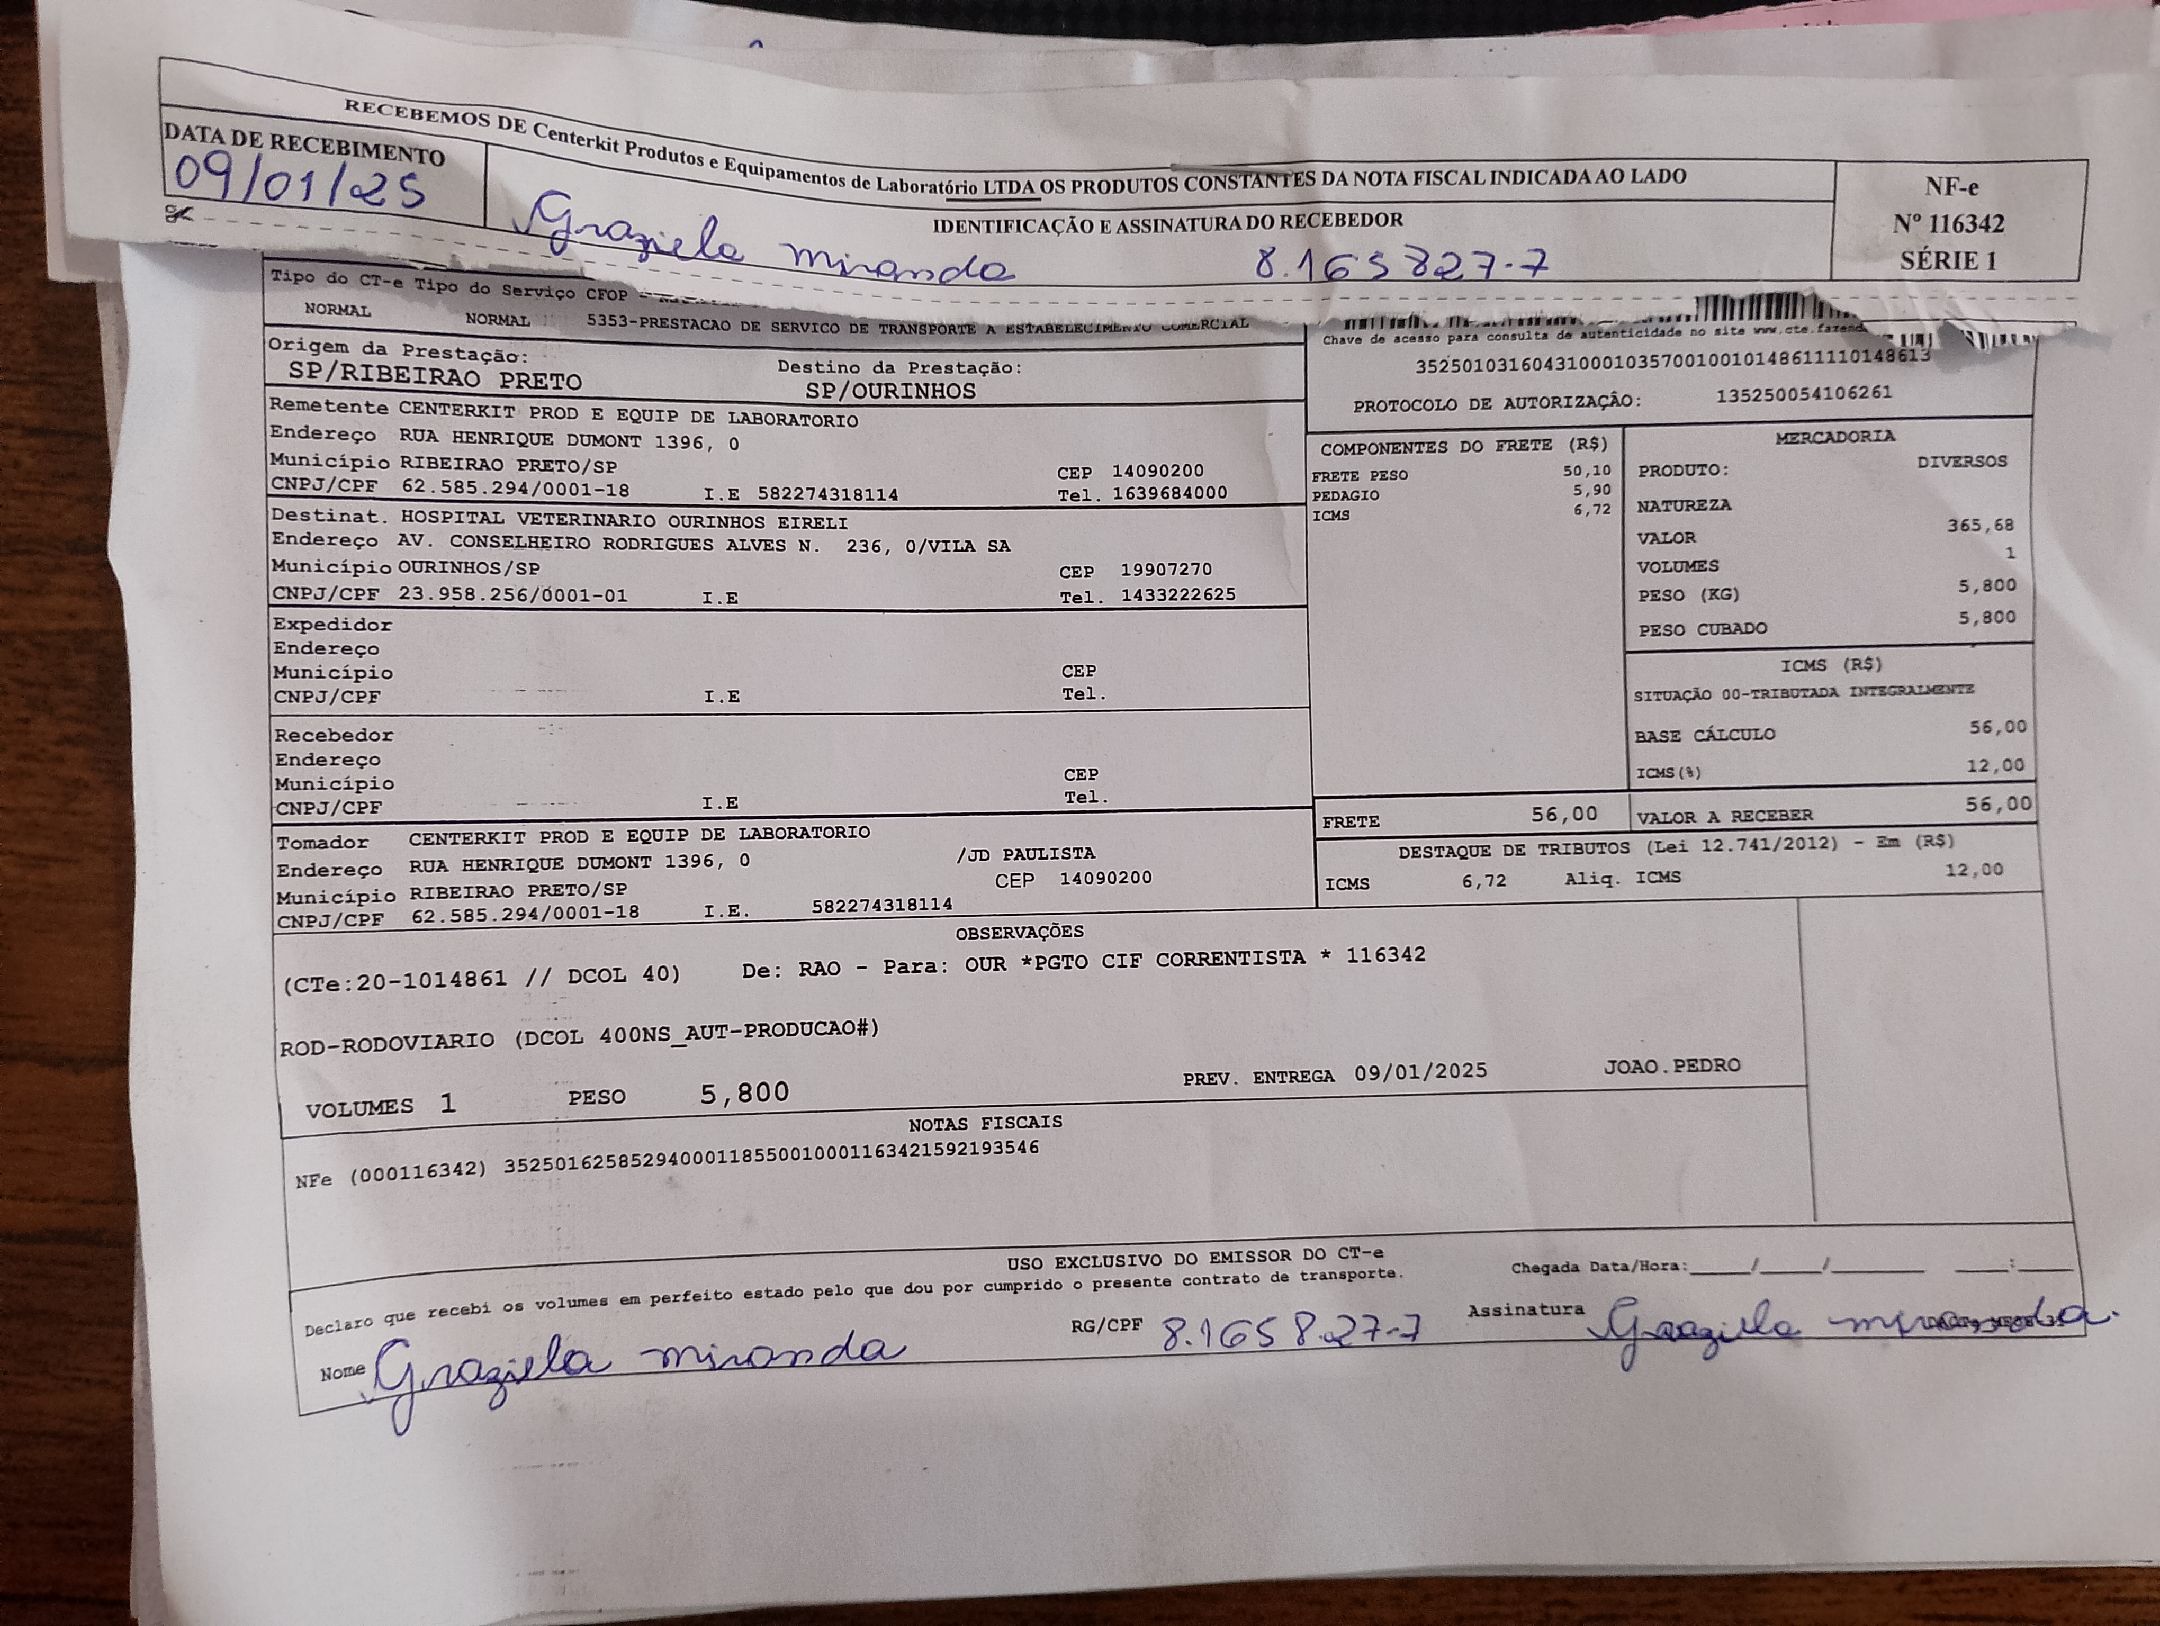 RECEBEMOS DE Centerkit Produtos e Equipamentos de Laboratório LTDA OS PRODUTOS CONSTANTES DA NOTA FISCAL INDICADA AO LADO
DATA DE RECEBIMENTO
09/01/25
IDENTIFICAÇÃO E ASSINATURA DO RECEBEDOR
Graziela miranda 8.165827-7
NF-e
Nº 116342
SÉRIE 1
Tipo do CT-e Tipo do Serviço CFOP -
NORMAL NORMAL 5353-PRESTACAO DE SERVICO DE TRANSPORTE A ESTABELECIMENTO COMERCIAL
Origem da Prestação: Destino da Prestação:
SP/RIBEIRAO PRETO SP/OURINHOS
Remetente CENTERKIT PROD E EQUIP DE LABORATORIO
Endereço RUA HENRIQUE DUMONT 1396, 0
Município RIBEIRAO PRETO/SP CEP 14090200
CNPJ/CPF 62.585.294/0001-18 I.E 582274318114 Tel. 1639684000
Destinat. HOSPITAL VETERINARIO OURINHOS EIRELI
Endereço AV. CONSELHEIRO RODRIGUES ALVES N. 236, 0/VILA SA
Município OURINHOS/SP CEP 19907270
CNPJ/CPF 23.958.256/0001-01 I.E Tel. 1433222625
Expedidor
Endereço
Município CEP
CNPJ/CPF I.E Tel.
Recebedor
Endereço
Município CEP
CNPJ/CPF I.E Tel.
Tomador CENTERKIT PROD E EQUIP DE LABORATORIO
Endereço RUA HENRIQUE DUMONT 1396, 0 /JD PAULISTA
Município RIBEIRAO PRETO/SP CEP 14090200
CNPJ/CPF 62.585.294/0001-18 I.E. 582274318114
Chave de acesso para consulta de autenticidade no site www.cte.fazend
35250103160431000103570010010148611110148613
PROTOCOLO DE AUTORIZAÇÂO: 135250054106261
COMPONENTES DO FRETE (R$)
FRETE PESO 50,10
PEDAGIO 5,90
ICMS 6,72
MERCADORIA
PRODUTO: DIVERSOS
NATUREZA
VALOR 365,68
VOLUMES 1
PESO (KG) 5,800
PESO CUBADO 5,800
ICMS (R$)
SITUAÇÃO 00-TRIBUTADA INTEGRALMENTE
BASE CÁLCULO 56,00
ICMS(%) 12,00
FRETE 56,00 VALOR A RECEBER 56,00
DESTAQUE DE TRIBUTOS (Lei 12.741/2012) - Em (R$)
ICMS 6,72 Aliq. ICMS 12,00
OBSERVAÇÕES
(CTe:20-1014861 // DCOL 40) De: RAO - Para: OUR *PGTO CIF CORRENTISTA * 116342
ROD-RODOVIARIO (DCOL 400NS_AUT-PRODUCAO#)
VOLUMES 1 PESO 5,800 PREV. ENTREGA 09/01/2025 JOAO.PEDRO
NOTAS FISCAIS
NFe (000116342) 35250162585294000118550010001163421592193546
USO EXCLUSIVO DO EMISSOR DO CT-e
Declaro que recebi os volumes em perfeito estado pelo que dou por cumprido o presente contrato de transporte. Chegada Data/Hora:_____/_____/_______ ____:____
Nome Graziela miranda RG/CPF 8.1658.27-7 Assinatura Graziela miranda.